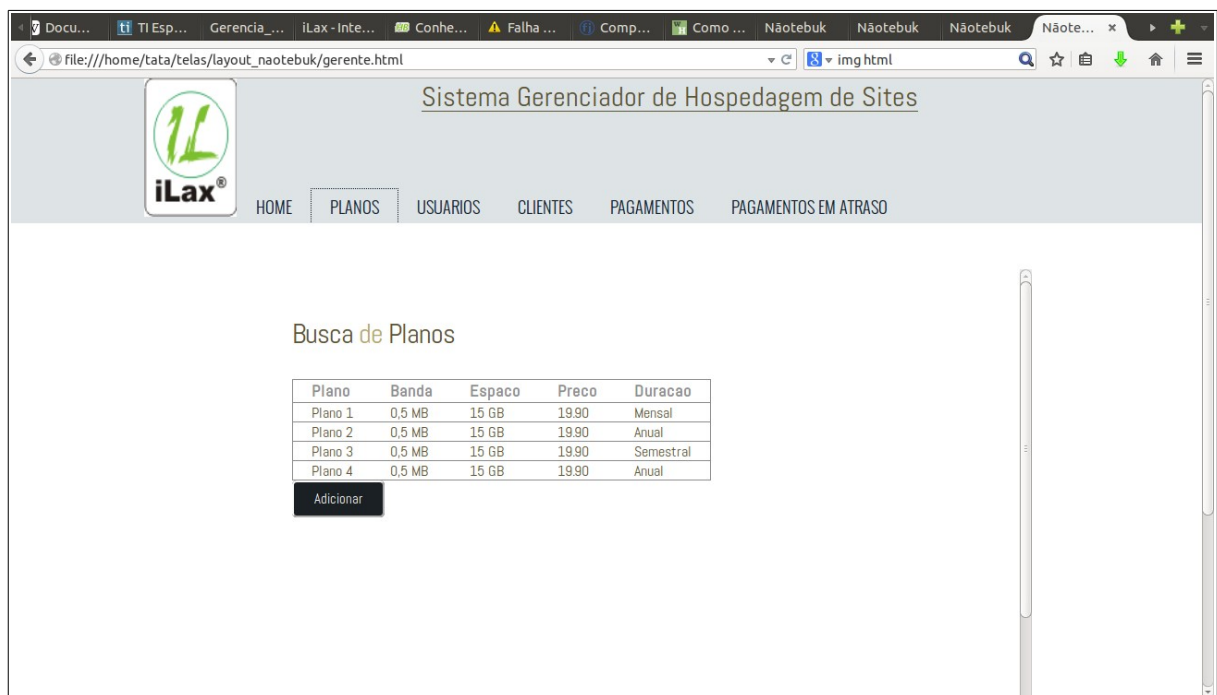 Docu... TI Esp... Gerencia_... iLax - Inte... Conhe... Falha ... Comp... Como ... Nãotebuk Nãotebuk Nãotebuk Nãote...
file:///home/tata/telas/layout_naotebuk/gerente.html img html
Sistema Gerenciador de Hospedagem de Sites
iLax®
HOME PLANOS USUARIOS CLIENTES PAGAMENTOS PAGAMENTOS EM ATRASO
Busca de Planos
Plano Banda Espaco Preco Duracao
Plano 1 0,5 MB 15 GB 19.90 Mensal
Plano 2 0,5 MB 15 GB 19.90 Anual
Plano 3 0,5 MB 15 GB 19.90 Semestral
Plano 4 0,5 MB 15 GB 19.90 Anual
Adicionar